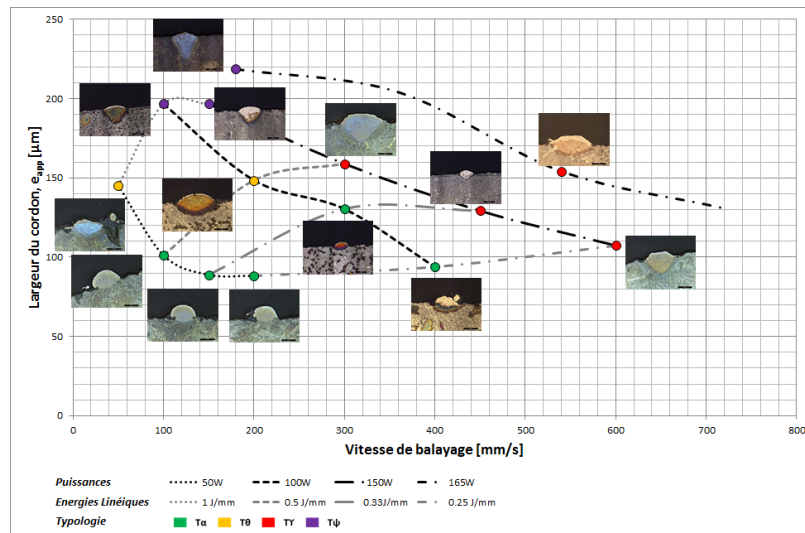 250
200
150
100
50
0
Largeur du cordon, e_app [µm]
0 100 200 300 400 500 600 700 800
Vitesse de balayage [mm/s]
Puissances 50W 100W 150W 165W
Energies Linéiques 1 J/mm 0.5 J/mm 0.33J/mm 0.25 J/mm
Typologie Tα Tθ TΥ Tψ